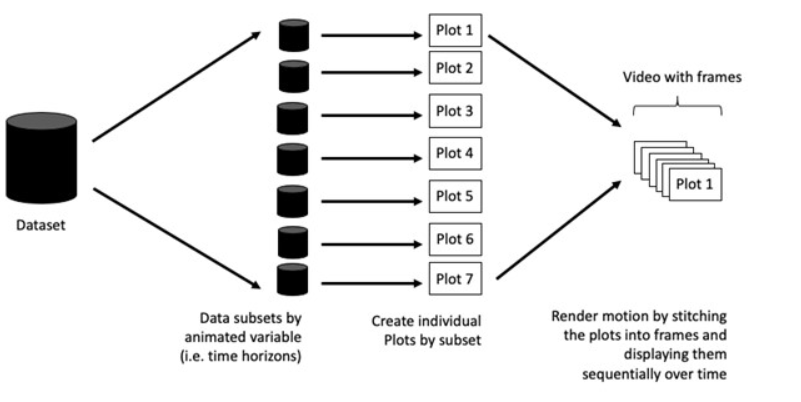 Plot 1
Plot 2
Plot 3
Plot 4
Plot 5
Plot 6
Plot 7
Video with frames
Plot 1
Dataset
Data subsets by
animated variable
(i.e. time horizons)
Create individual
Plots by subset
Render motion by stitching
the plots into frames and
displaying them
sequentially over time